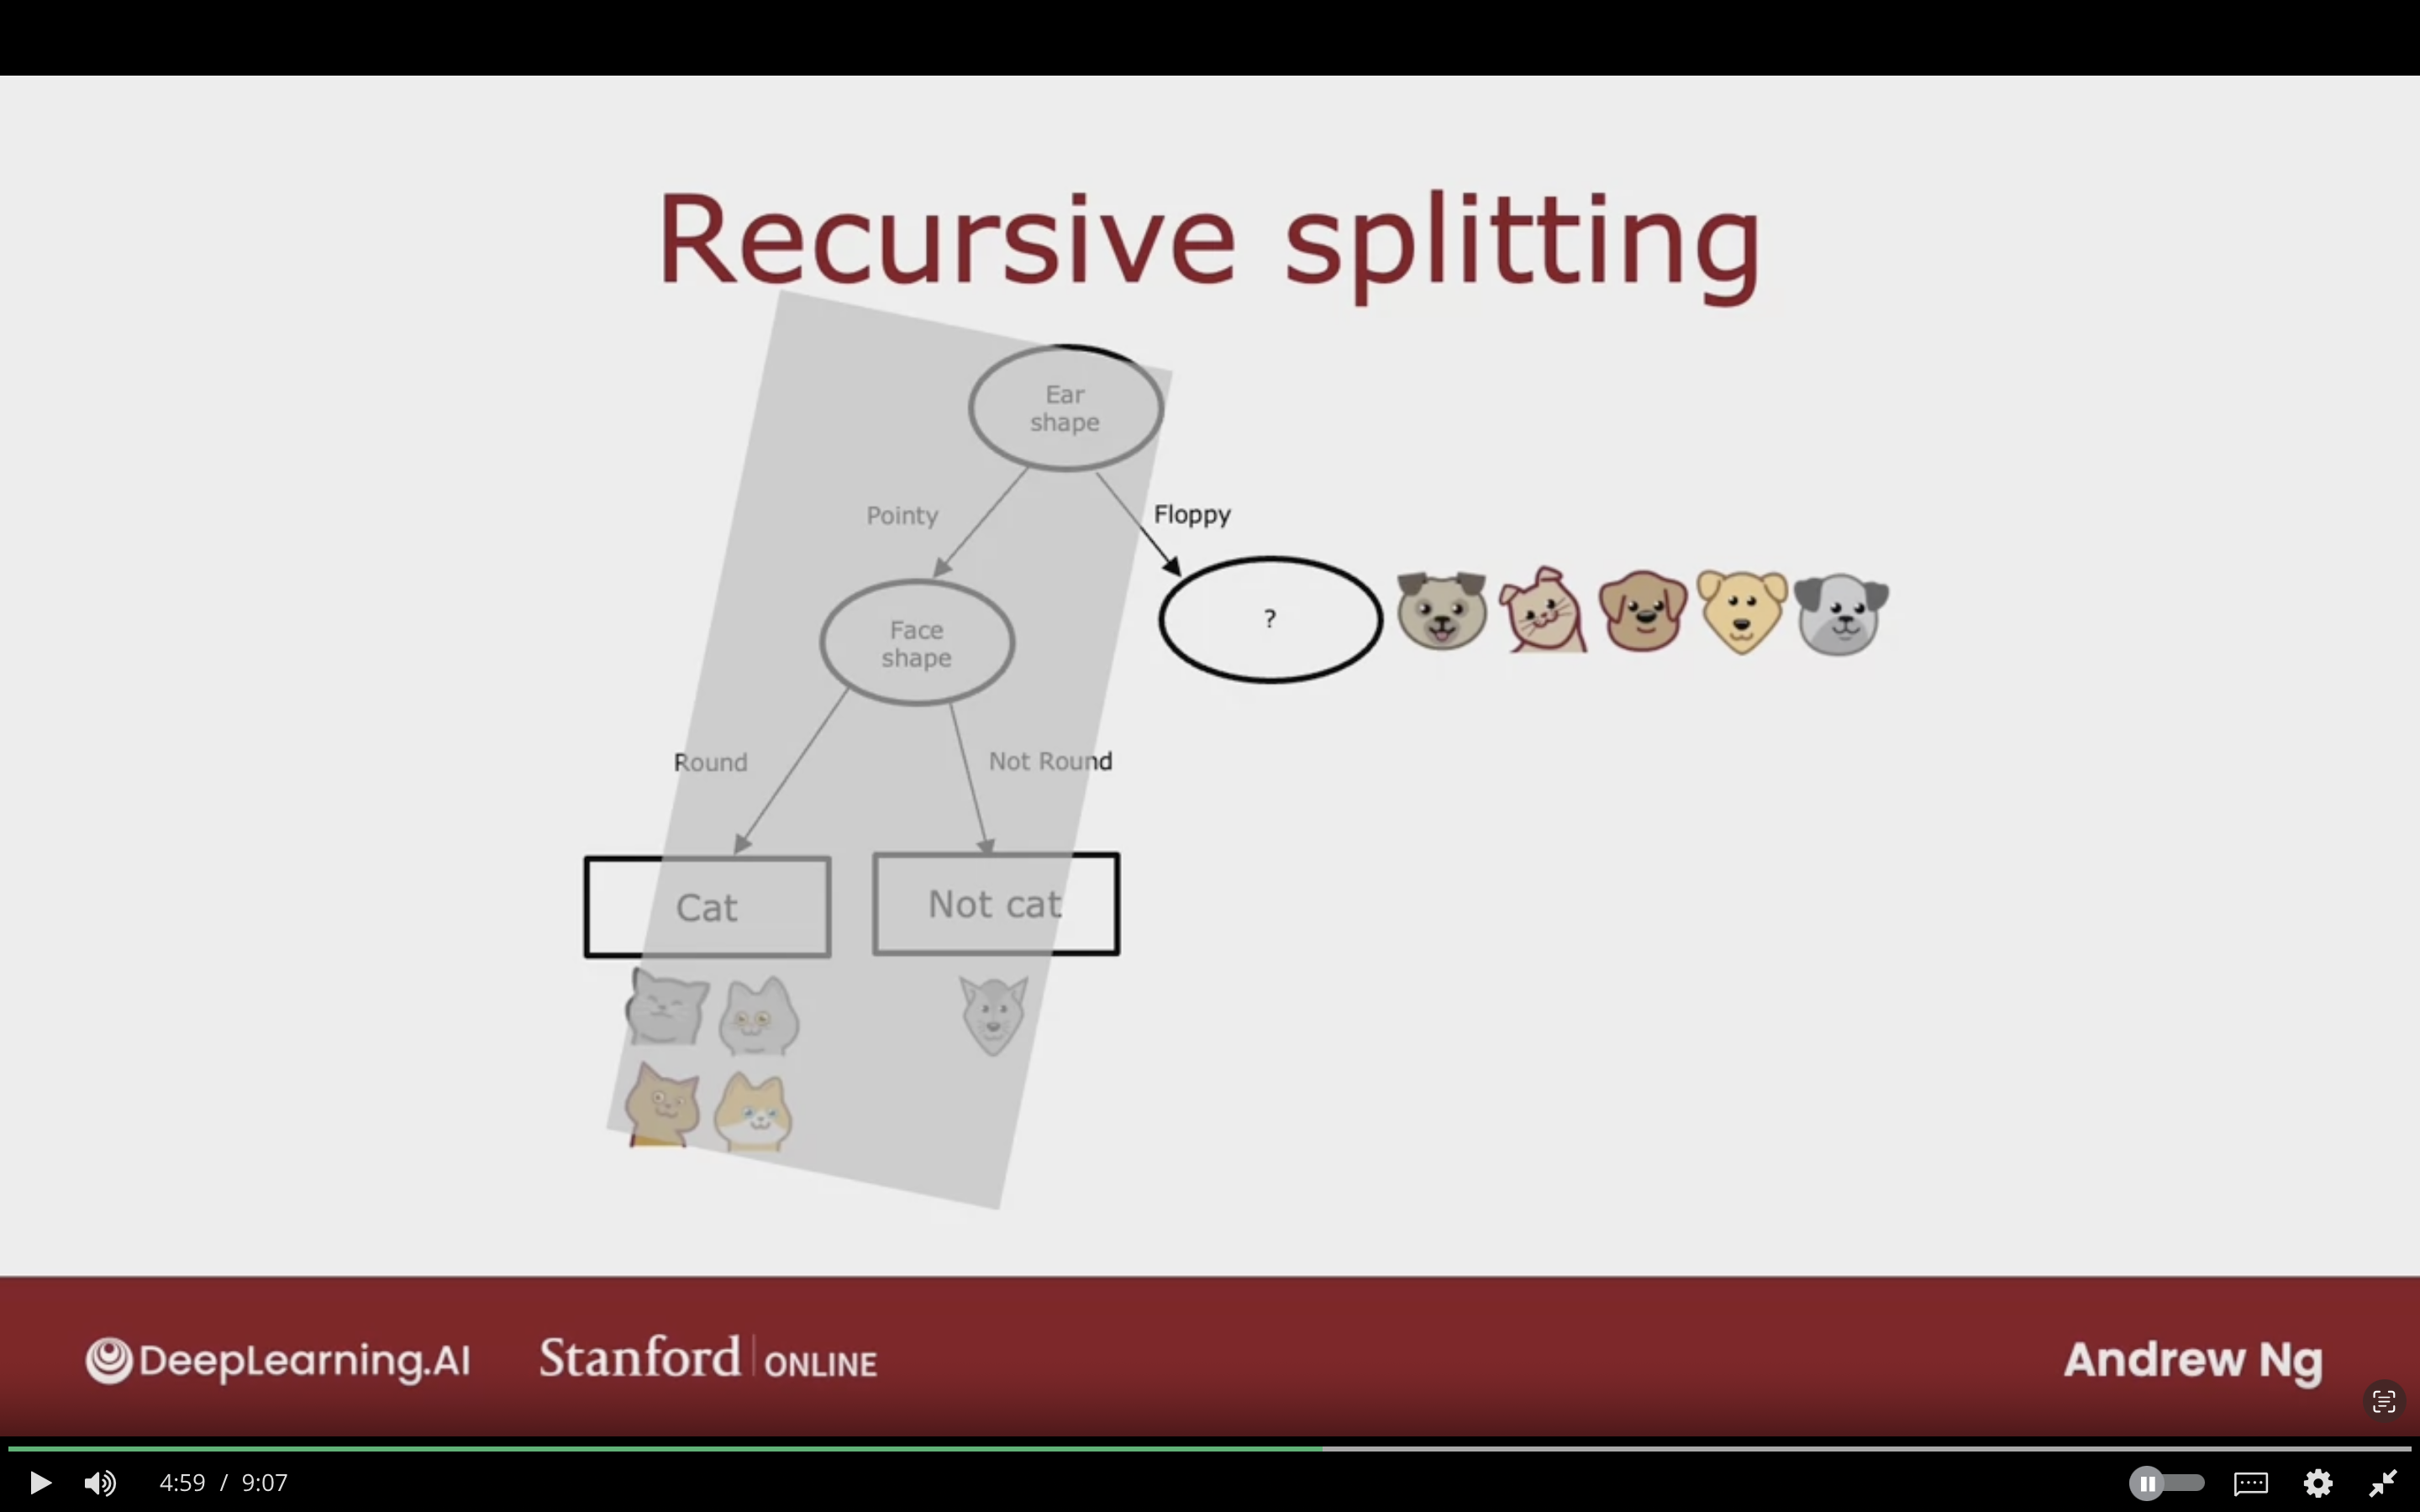 Recursive splitting
Ear
shape
Pointy
Floppy
?
Face
shape
Round
Not Round
Cat
Not cat
DeepLearning.AI
Stanford | ONLINE
Andrew Ng
4:59 / 9:07